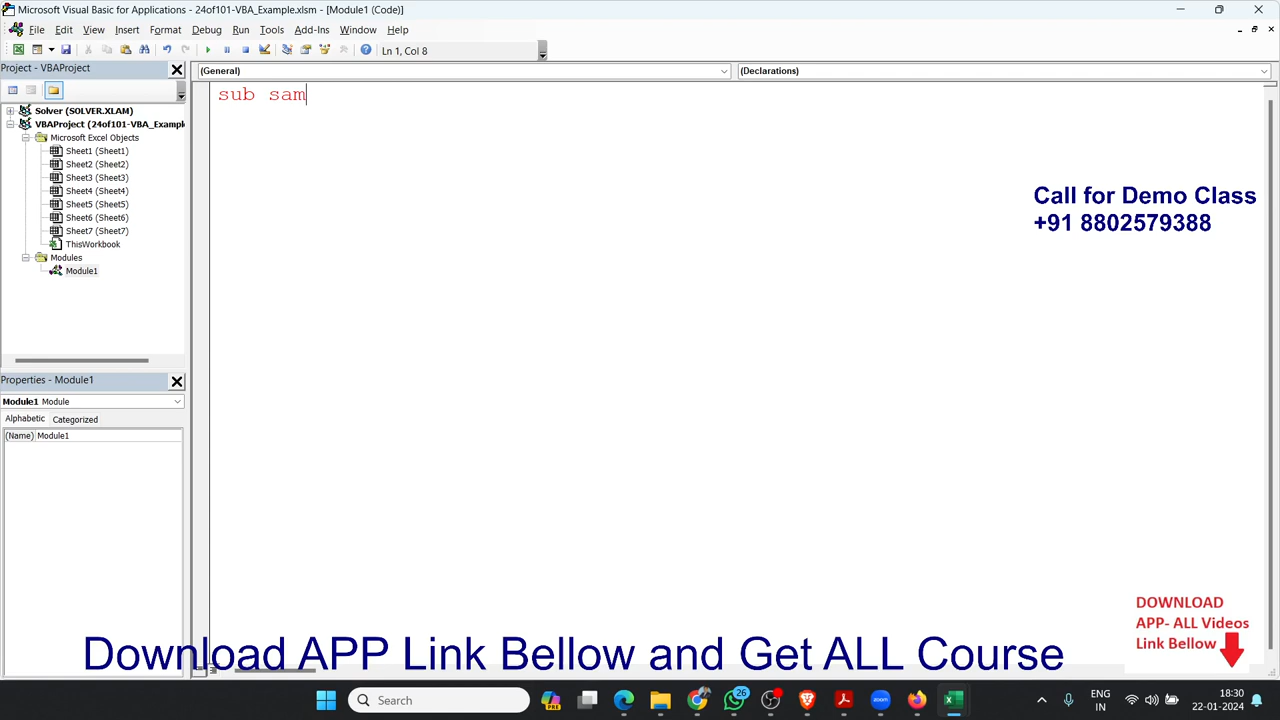 Microsoft Visual Basic for Applications - 24of101-VBA_Example.xlsm - [Module1 (Code)]
File Edit View Insert Format Debug Run Tools Add-Ins Window Help
Ln 1, Col 8
Project - VBAProject
(General)
(Declarations)
sub sam
Solver (SOLVER.XLAM)
VBAProject (24of101-VBA_Exampl
Microsoft Excel Objects
Sheet1 (Sheet1)
Sheet2 (Sheet2)
Sheet3 (Sheet3)
Sheet4 (Sheet4)
Sheet5 (Sheet5)
Sheet6 (Sheet6)
Sheet7 (Sheet7)
ThisWorkbook
Modules
Module1
Call for Demo Class
+91 8802579388
Properties - Module1
Module1 Module
Alphabetic Categorized
(Name) Module1
DOWNLOAD
APP- ALL Videos
Link Bellow
Download APP Link Bellow and Get ALL Course
Search
PRE
26
zoom
ENG
IN
18:30
22-01-2024